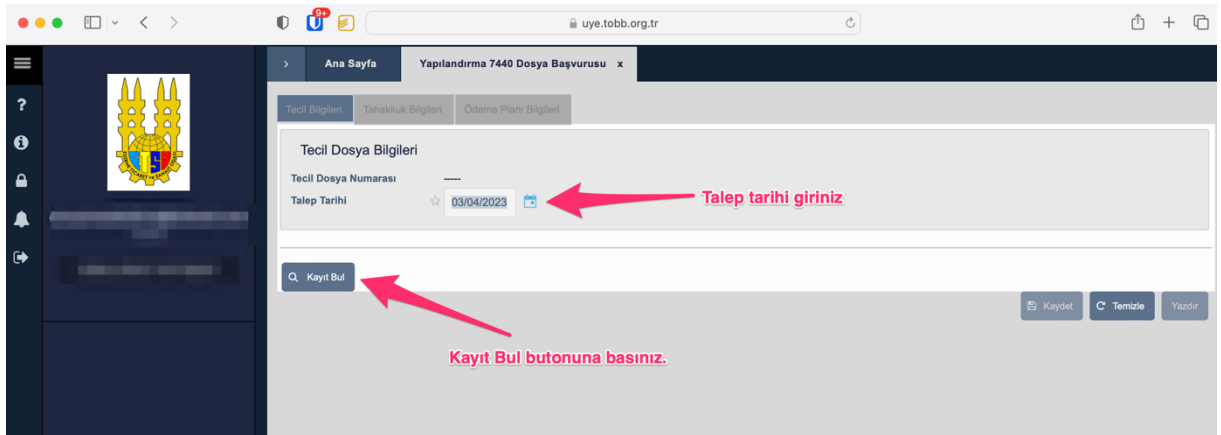 9+
uye.tobb.org.tr
Ana Sayfa
Yapılandırma 7440 Dosya Başvurusu x
Tecil Bilgileri
Tahakkuk Bilgileri
Ödeme Planı Bilgileri
Tecil Dosya Bilgileri
Tecil Dosya Numarası -----
Talep Tarihi 03/04/2023
Talep tarihi giriniz
Kayıt Bul
Kaydet
Temizle
Yazdır
Kayıt Bul butonuna basınız.